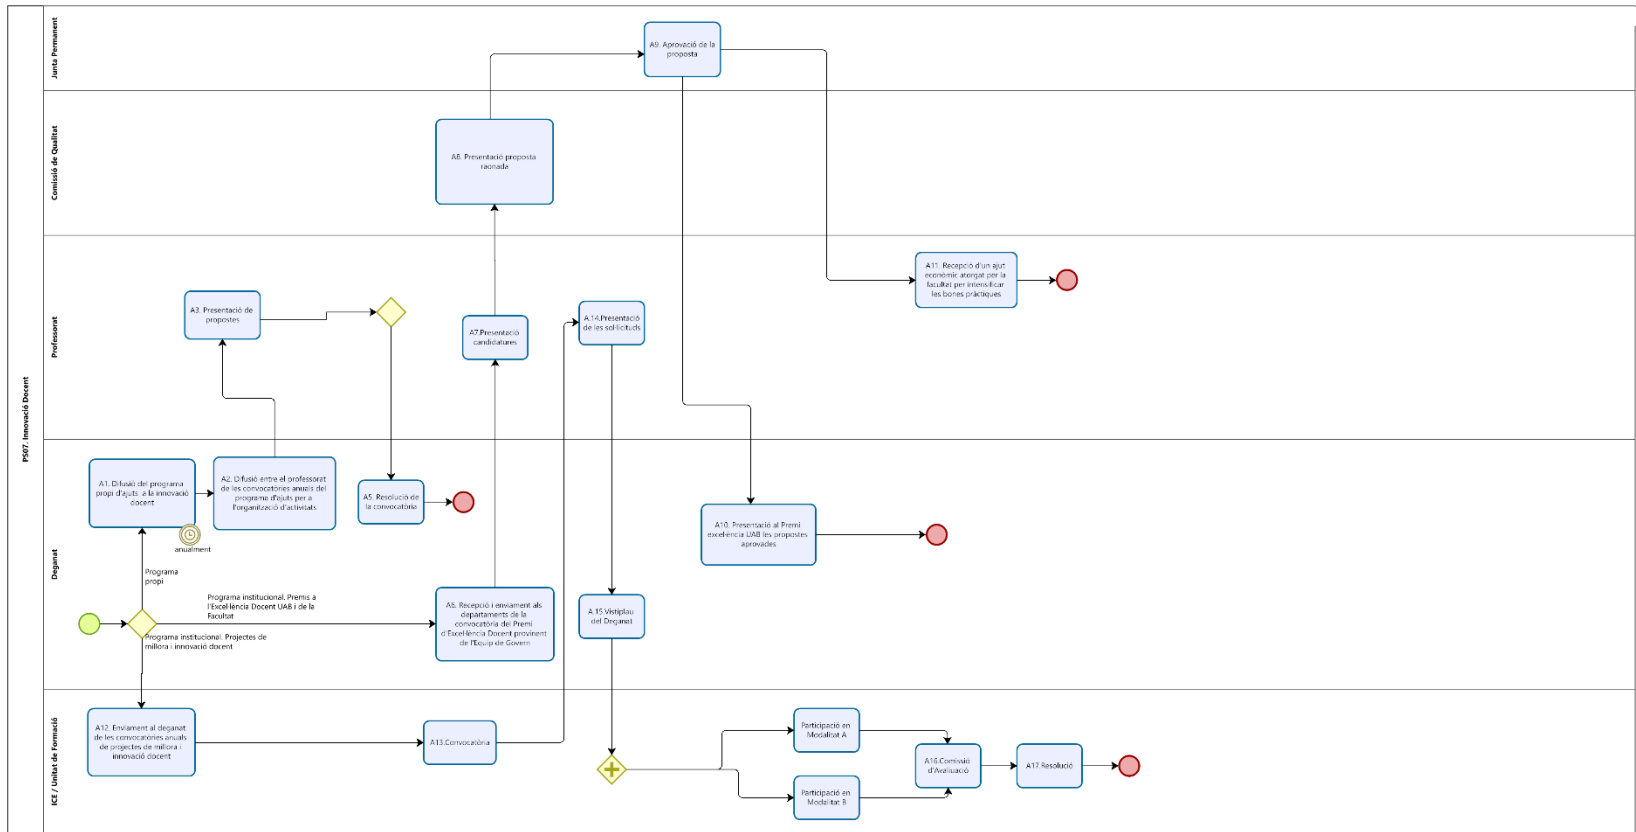 PS07. Innovació Docent
Junta Permanent
A9. Aprovació de la
proposta
Comissió de Qualitat
A8. Presentació proposta
raonada
Professorat
A3. Presentació de
propostes
A7.Presentació
candidatures
A.14.Presentació
de les sol·licituds
A11. Recepció d'un ajut
econòmic atorgat per la
facultat per intensificar
les bones pràctiques
Deganat
A1. Difusió del programa
propi d'ajuts a la innovació
docent
anualment
A2. Difusió entre el professorat
de les convocatòries anuals del
programa d'ajuts per a
l'organització d'activitats
A5. Resolució de
la convocatòria
A10. Presentació al Premi
excel·lència UAB les propostes
aprovades
Programa
propi
Programa institucional. Premis a
l'Excel·lència Docent UAB i de la
Facultat
Programa institucional. Projectes de
millora i innovació docent
A6. Recepció i enviament als
departaments de la
convocatòria del Premi
d'Excel·lència Docent provinent
de l'Equip de Govern
A.15.Vistiplau
del Deganat
ICE / Unitat de Formació
A12. Enviament al deganat
de les convocatòries anuals
de projectes de millora i
innovació docent
A13.Convocatòria
Participació en
Modalitat A
Participació en
Modalitat B
A16.Comissió
d'Avaluació
A17.Resolució